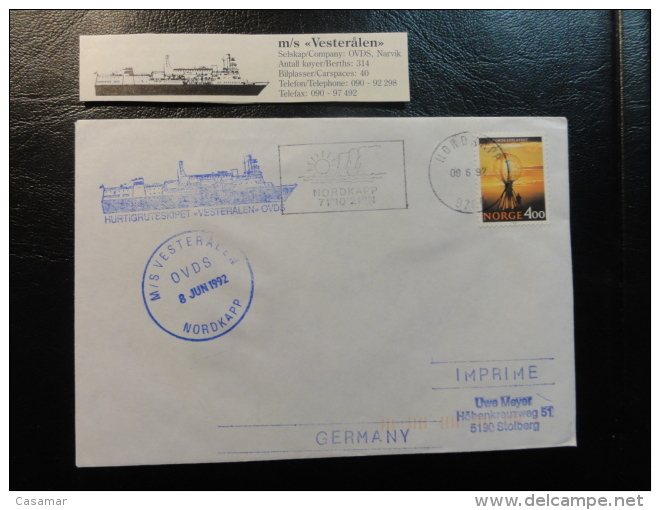 m/s «Vesterålen»
Selskap/Company: OVDS, Narvik
Antall køyer/Berths: 314
Bilplasser/Carspaces: 40
Telefon/Telephone: 090 - 92 298
Telefax: 090 - 97 492
HURTIGRUTESKIPET «VESTERÅLEN» OVDS
NORDKAPP
71°10'21"N
NORDKAPP
08 6 92
NORGE 4.00
M/S VESTERÅLEN
OVDS
8 JUN 1992
NORDKAPP
IMPRIME
Uwe Meyer
Höhenkreuzweg 51
5190 Stolberg
GERMANY
Casamar
www.delcampe.net